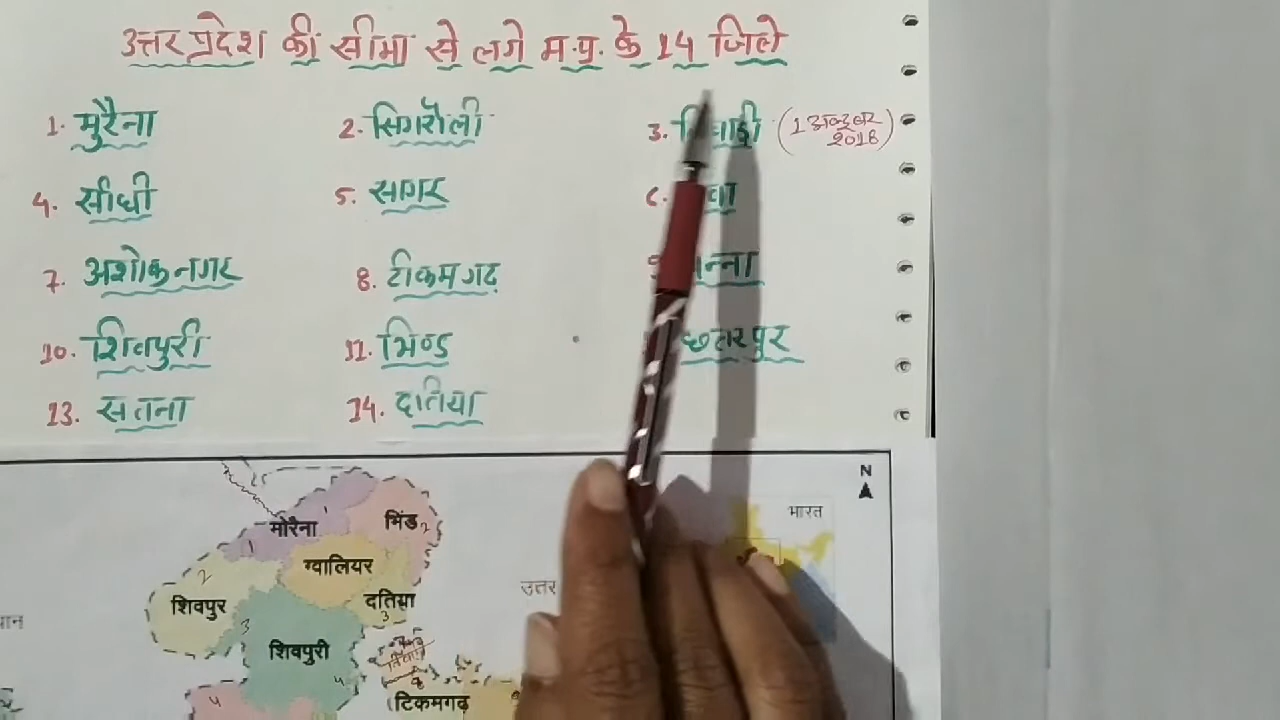 उत्तर प्रदेश की सीमा से लगे म.प्र. के 14 जिले
1. मुरैना 2. सिंगरौली 3. (1 अक्टूबर 2018)
4. सीधी 5. सागर 6.
7. अशोकनगर 8. टीकमगढ़ 9.
10. शिवपुरी 11. भिण्ड छतरपुर
13. सतना 14. दतिया
N
भारत
मोरैना भिंड 2
ग्वालियर
उत्तर
शिवपुर दतिया
शिवपुरी
टिकमगढ़